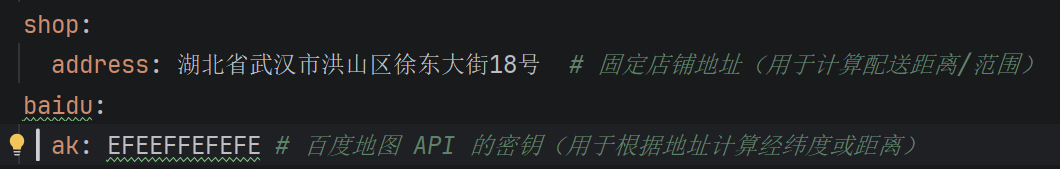 shop:
address: 湖北省武汉市洪山区徐东大街18号 # 固定店铺地址（用于计算配送距离/范围）
baidu:
ak: EFEEFFEFEFE # 百度地图 API 的密钥（用于根据地址计算经纬度或距离）